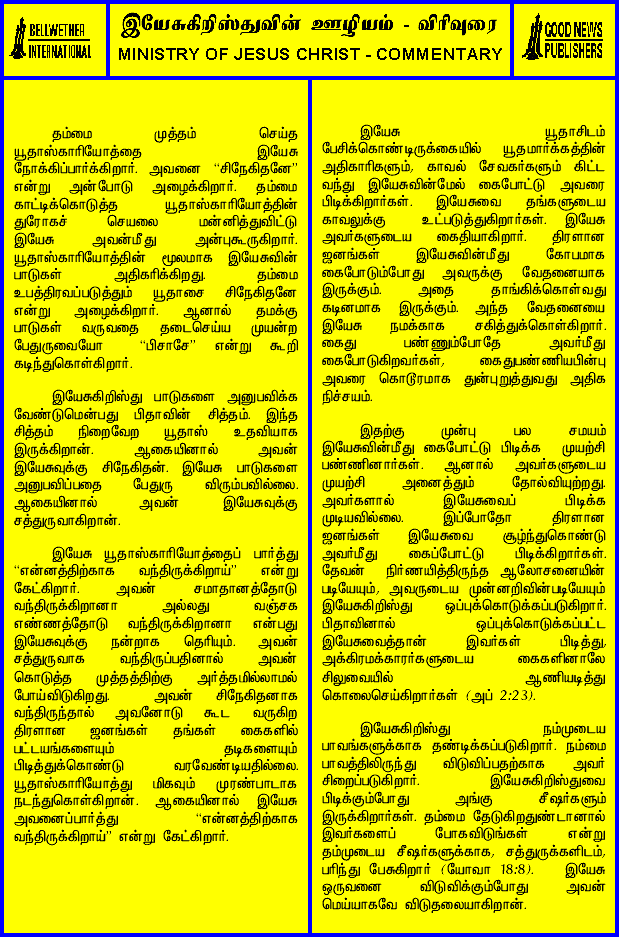 BELLWETHER
INTERNATIONAL
இயேசுகிறிஸ்துவின் ஊழியம் - விரிவுரை
MINISTRY OF JESUS CHRIST - COMMENTARY
GOOD NEWS
PUBLISHERS
தம்மை முத்தம் செய்த
யூதாஸ்காரியோத்தை இயேசு
நோக்கிப்பார்க்கிறார். அவனை “சிநேகிதனே”
என்று அன்போடு அழைக்கிறார். தம்மை
காட்டிக்கொடுத்த யூதாஸ்காரியோத்தின்
துரோகச் செயலை மன்னித்துவிட்டு
இயேசு அவன்மீது அன்புகூருகிறார்.
யூதாஸ்காரியோத்தின் மூலமாக இயேசுவின்
பாடுகள் அதிகரிக்கிறது. தம்மை
உபத்திரவப்படுத்தும் யூதாசை சிநேகிதனே
என்று அழைக்கிறார். ஆனால் தமக்கு
பாடுகள் வருவதை தடைசெய்ய முயன்ற
பேதுருவையோ “பிசாசே” என்று கூறி
கடிந்துகொள்கிறார்.
இயேசுகிறிஸ்து பாடுகளை அனுபவிக்க
வேண்டுமென்பது பிதாவின் சித்தம். இந்த
சித்தம் நிறைவேற யூதாஸ் உதவியாக
இருக்கிறான். ஆகையினால் அவன்
இயேசுவுக்கு சிநேகிதன். இயேசு பாடுகளை
அனுபவிப்பதை பேதுரு விரும்பவில்லை.
ஆகையினால் அவன் இயேசுவுக்கு
சத்துருவாகிறான்.
இயேசு யூதாஸ்காரியோத்தைப் பார்த்து
“என்னத்திற்காக வந்திருக்கிறாய்” என்று
கேட்கிறார். அவன் சமாதானத்தோடு
வந்திருக்கிறானா அல்லது வஞ்சக
எண்ணத்தோடு வந்திருக்கிறானா என்பது
இயேசுவுக்கு நன்றாக தெரியும். அவன்
சத்துருவாக வந்திருப்பதினால் அவன்
கொடுத்த முத்தத்திற்கு அர்த்தமில்லாமல்
போய்விடுகிறது. அவன் சிநேகிதனாக
வந்திருந்தால் அவனோடு கூட வருகிற
திரளான ஜனங்கள் தங்கள் கைகளில்
பட்டயங்களையும் தடிகளையும்
பிடித்துக்கொண்டு வரவேண்டியதில்லை.
யூதாஸ்காரியோத்து மிகவும் முரண்பாடாக
நடந்துகொள்கிறான். ஆகையினால் இயேசு
அவனைப்பார்த்து “என்னத்திற்காக
வந்திருக்கிறாய்” என்று கேட்கிறார்.
இயேசு யூதாசிடம்
பேசிக்கொண்டிருக்கையில் யூதமார்க்கத்தின்
அதிகாரிகளும், காவல் சேவகர்களும் கிட்ட
வந்து இயேசுவின்மேல் கைபோட்டு அவரை
பிடிக்கிறார்கள். இயேசுவை தங்களுடைய
காவலுக்கு உட்படுத்துகிறார்கள். இயேசு
அவர்களுடைய கைதியாகிறார். திரளான
ஜனங்கள் இயேசுவின்மீது கோபமாக
கைபோடும்போது அவருக்கு வேதனையாக
இருக்கும். அதை தாங்கிக்கொள்வது
கடினமாக இருக்கும். அந்த வேதனையை
இயேசு நமக்காக சகித்துக்கொள்கிறார்.
கைது பண்ணும்போதே அவர்மீது
கைபோடுகிறவர்கள், கைதுபண்ணியபின்பு
அவரை கொடூரமாக துன்புறுத்துவது அதிக
நிச்சயம்.
இதற்கு முன்பு பல சமயம்
இயேசுவின்மீது கைபோட்டு பிடிக்க முயற்சி
பண்ணினார்கள். ஆனால் அவர்களுடைய
முயற்சி அனைத்தும் தோல்வியுற்றது.
அவர்களால் இயேசுவைப் பிடிக்க
முடியவில்லை. இப்போதோ திரளான
ஜனங்கள் இயேசுவை சூழ்ந்துகொண்டு
அவர்மீது கைப்போட்டு பிடிக்கிறார்கள்.
தேவன் நிர்ணயித்திருந்த ஆலோசனையின்
படியேயும், அவருடைய முன்னறிவின்படியேயும்
இயேசுகிறிஸ்து ஒப்புக்கொடுக்கப்படுகிறார்.
பிதாவினால் ஒப்புக்கொடுக்கப்பட்ட
இயேசுவைத்தான் இவர்கள் பிடித்து,
அக்கிரமக்காரர்களுடைய கைகளினாலே
சிலுவையில் ஆணியடித்து
கொலைசெய்கிறார்கள் (அப் 2:23).
இயேசுகிறிஸ்து நம்முடைய
பாவங்களுக்காக தண்டிக்கப்படுகிறார். நம்மை
பாவத்திலிருந்து விடுவிப்பதற்காக அவர்
சிறைப்படுகிறார். இயேசுகிறிஸ்துவை
பிடிக்கும்போது அங்கு சீஷர்களும்
இருக்கிறார்கள். தம்மை தேடுகிறதுண்டானால்
இவர்களைப் போகவிடுங்கள் என்று
தம்முடைய சீஷர்களுக்காக, சத்துருக்களிடம்,
பரிந்து பேசுகிறார் (யோவா 18:8). இயேசு
ஒருவனை விடுவிக்கும்போது அவன்
மெய்யாகவே விடுதலையாகிறான்.